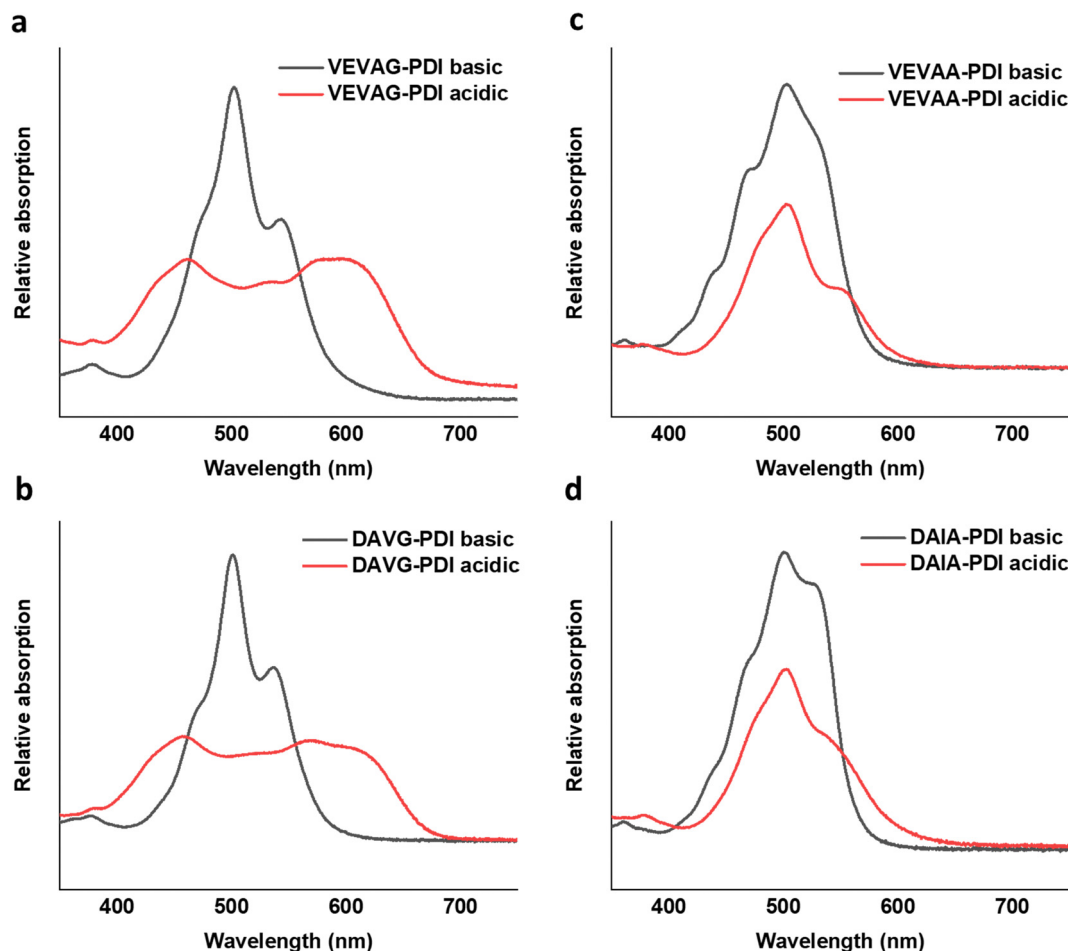 a
VEVAG-PDI basic
VEVAG-PDI acidic
Relative absorption
400 500 600 700
Wavelength (nm)
c
VEVAA-PDI basic
VEVAA-PDI acidic
Relative absorption
400 500 600 700
Wavelength (nm)
b
DAVG-PDI basic
DAVG-PDI acidic
Relative absorption
400 500 600 700
Wavelength (nm)
d
DAIA-PDI basic
DAIA-PDI acidic
Relative absorption
400 500 600 700
Wavelength (nm)